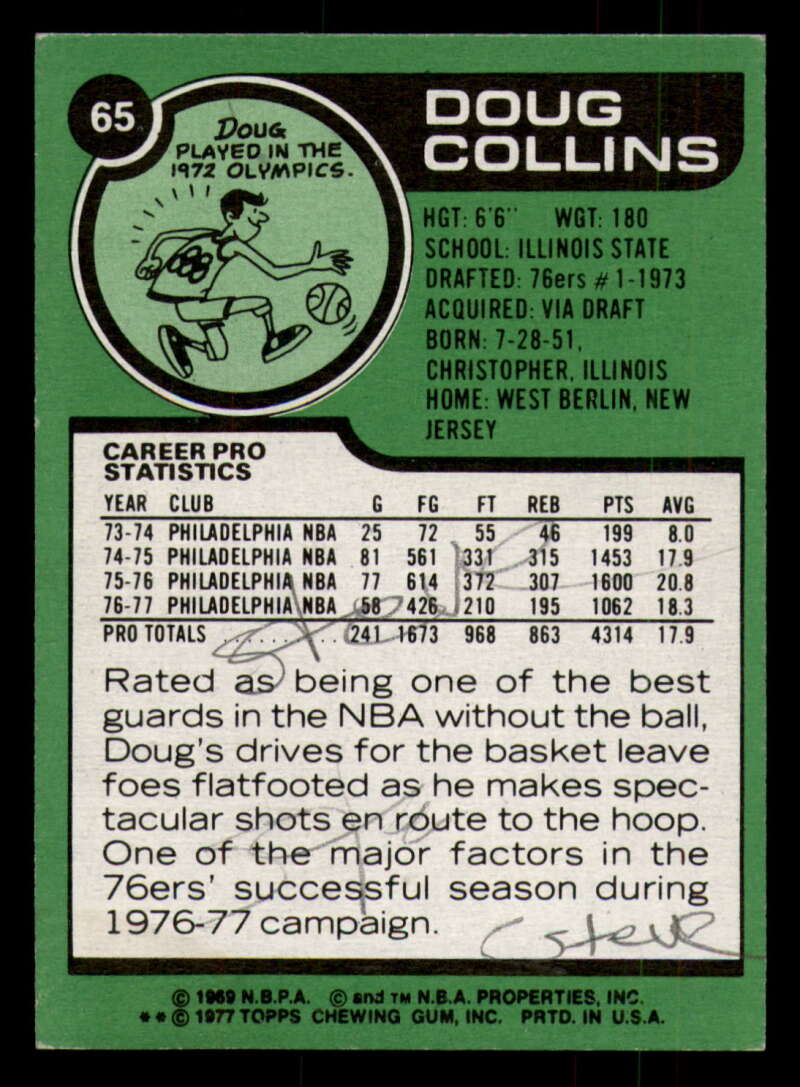 65
DOUG
PLAYED IN THE
1972 OLYMPICS.
DOUG
COLLINS
HGT: 6'6" WGT: 180
SCHOOL: ILLINOIS STATE
DRAFTED: 76ers #1-1973
ACQUIRED: VIA DRAFT
BORN: 7-28-51,
CHRISTOPHER, ILLINOIS
HOME: WEST BERLIN, NEW
JERSEY
CAREER PRO
STATISTICS
YEAR CLUB G FG FT REB PTS AVG
73-74 PHILADELPHIA NBA 25 72 55 46 199 8.0
74-75 PHILADELPHIA NBA 81 561 331 315 1453 17.9
75-76 PHILADELPHIA NBA 77 614 372 307 1600 20.8
76-77 PHILADELPHIA NBA 58 426 210 195 1062 18.3
PRO TOTALS . . . . . . . . . . 241 1673 968 863 4314 17.9
Rated as being one of the best
guards in the NBA without the ball,
Doug's drives for the basket leave
foes flatfooted as he makes spec-
tacular shots en route to the hoop.
One of the major factors in the
76ers' successful season during
1976-77 campaign.
Steve
© 1969 N.B.P.A. © and TM N.B.A. PROPERTIES, INC.
** © 1977 TOPPS CHEWING GUM, INC. PRTD. IN U.S.A.